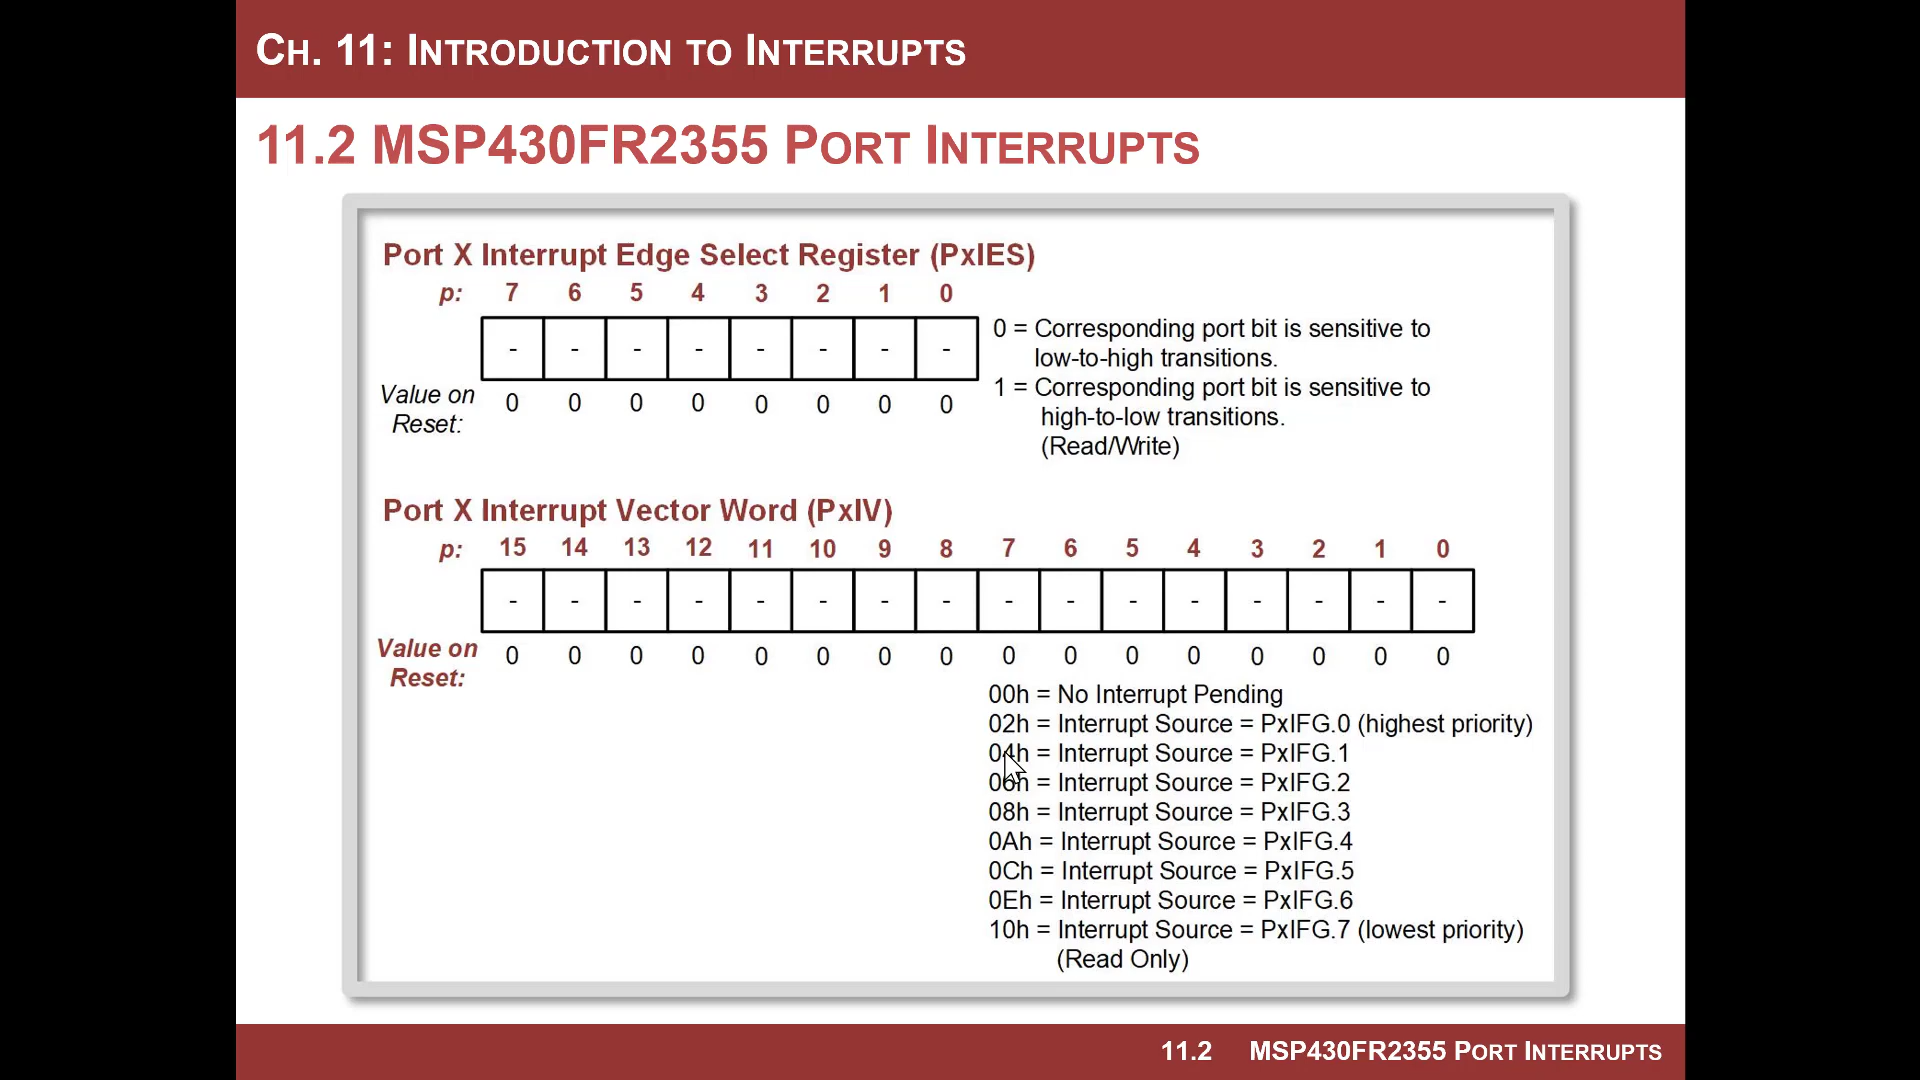 CH. 11: INTRODUCTION TO INTERRUPTS
11.2 MSP430FR2355 PORT INTERRUPTS
Port X Interrupt Edge Select Register (PxIES)
p: 7 6 5 4 3 2 1 0
- - - - - - - -
Value on Reset: 0 0 0 0 0 0 0 0
0 = Corresponding port bit is sensitive to
low-to-high transitions.
1 = Corresponding port bit is sensitive to
high-to-low transitions.
(Read/Write)
Port X Interrupt Vector Word (PxIV)
p: 15 14 13 12 11 10 9 8 7 6 5 4 3 2 1 0
- - - - - - - - - - - - - - - -
Value on Reset: 0 0 0 0 0 0 0 0 0 0 0 0 0 0 0 0
00h = No Interrupt Pending
02h = Interrupt Source = PxIFG.0 (highest priority)
04h = Interrupt Source = PxIFG.1
06h = Interrupt Source = PxIFG.2
08h = Interrupt Source = PxIFG.3
0Ah = Interrupt Source = PxIFG.4
0Ch = Interrupt Source = PxIFG.5
0Eh = Interrupt Source = PxIFG.6
10h = Interrupt Source = PxIFG.7 (lowest priority)
(Read Only)
11.2 MSP430FR2355 PORT INTERRUPTS